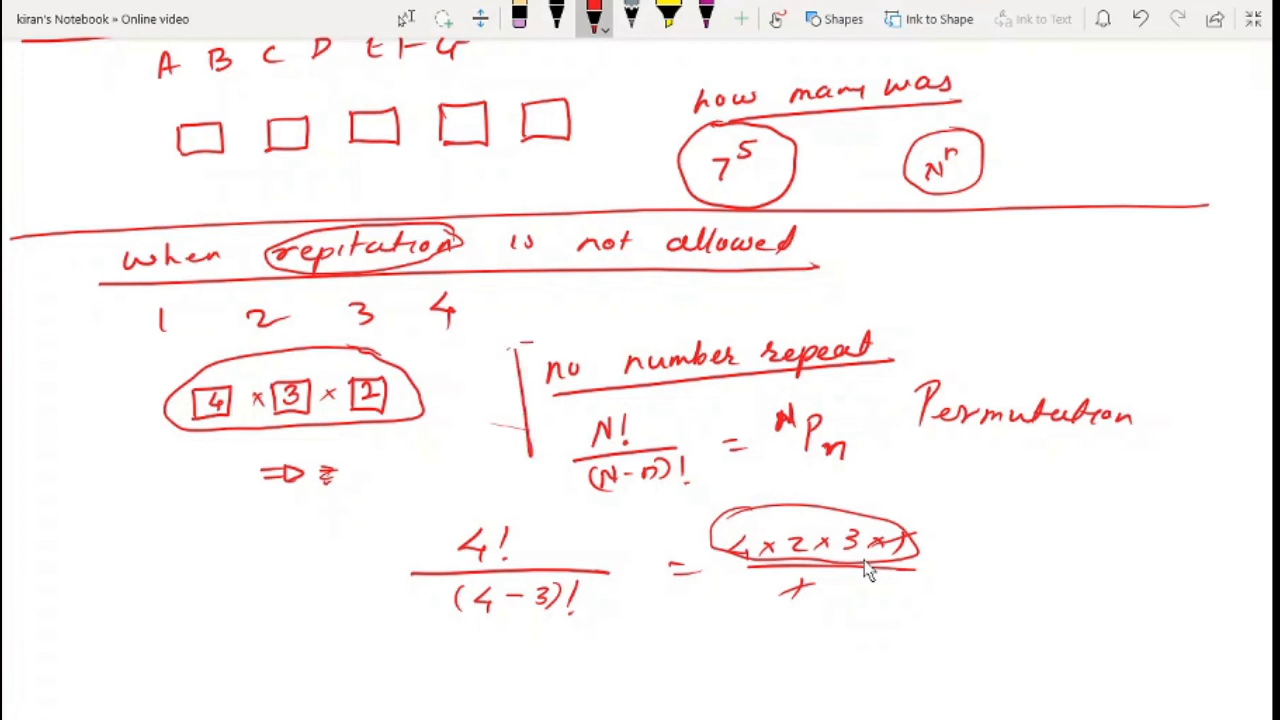 kiran's Notebook » Online video
Shapes
Ink to Shape
Ink to Text
A B C D E F G
how many was
7^5
N^n
when repitation is not allowed
1 2 3 4
4 × 3 × 2
no number repeat
N!/(N-n)! = NPn
Permutation
4!/(4-3)! = 4×2×3×1/1